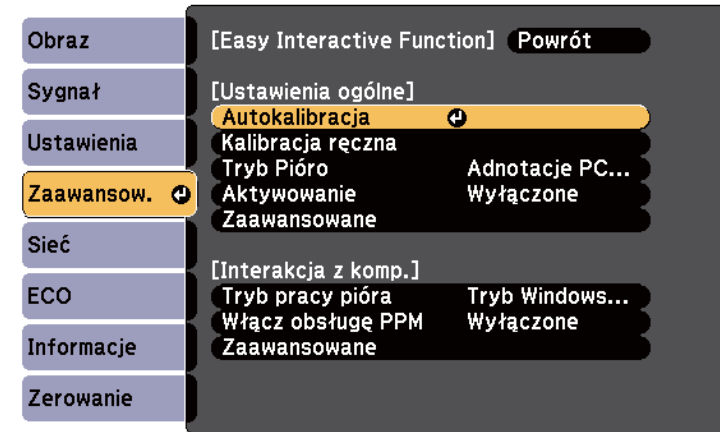 Obraz
Sygnał
Ustawienia
Zaawansow.
Sieć
ECO
Informacje
Zerowanie
[Easy Interactive Function] Powrót
[Ustawienia ogólne]
Autokalibracja
Kalibracja ręczna
Tryb Pióro Adnotacje PC...
Aktywowanie Wyłączone
Zaawansowane
[Interakcja z komp.]
Tryb pracy pióra Tryb Windows...
Włącz obsługę PPM Wyłączone
Zaawansowane